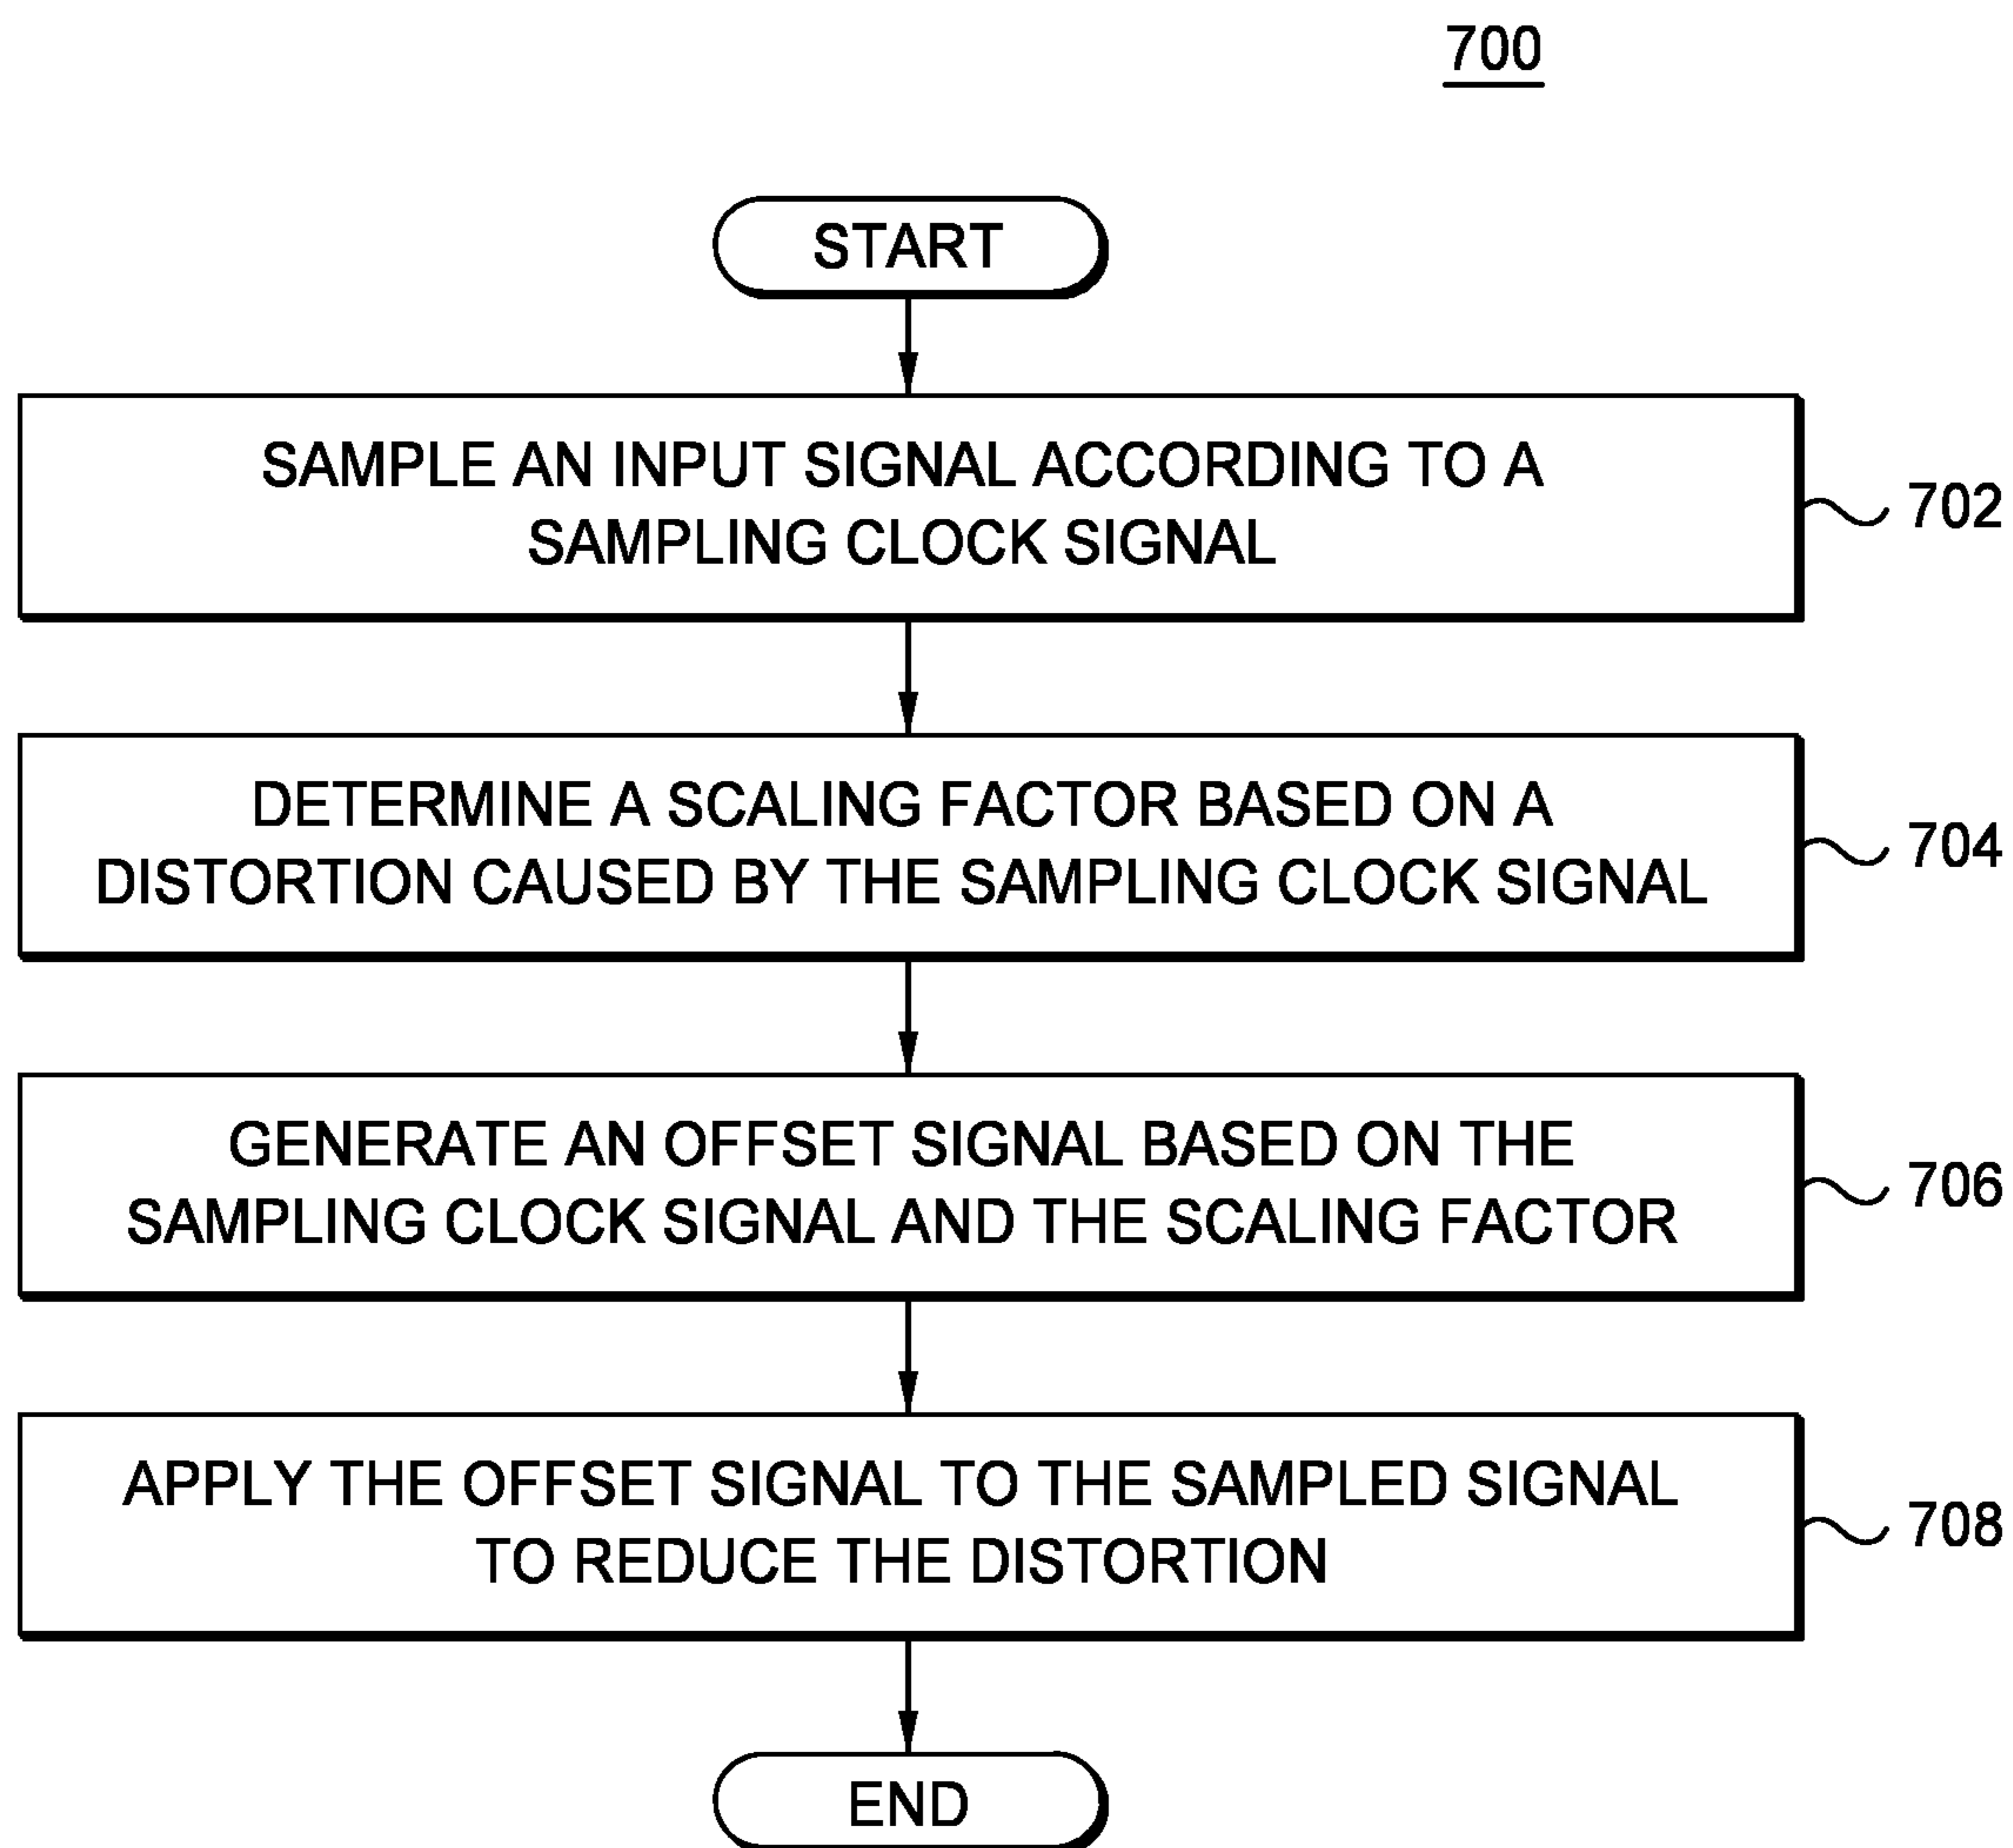 700
START
SAMPLE AN INPUT SIGNAL ACCORDING TO A
SAMPLING CLOCK SIGNAL
702
DETERMINE A SCALING FACTOR BASED ON A
DISTORTION CAUSED BY THE SAMPLING CLOCK SIGNAL
704
GENERATE AN OFFSET SIGNAL BASED ON THE
SAMPLING CLOCK SIGNAL AND THE SCALING FACTOR
706
APPLY THE OFFSET SIGNAL TO THE SAMPLED SIGNAL
TO REDUCE THE DISTORTION
708
END